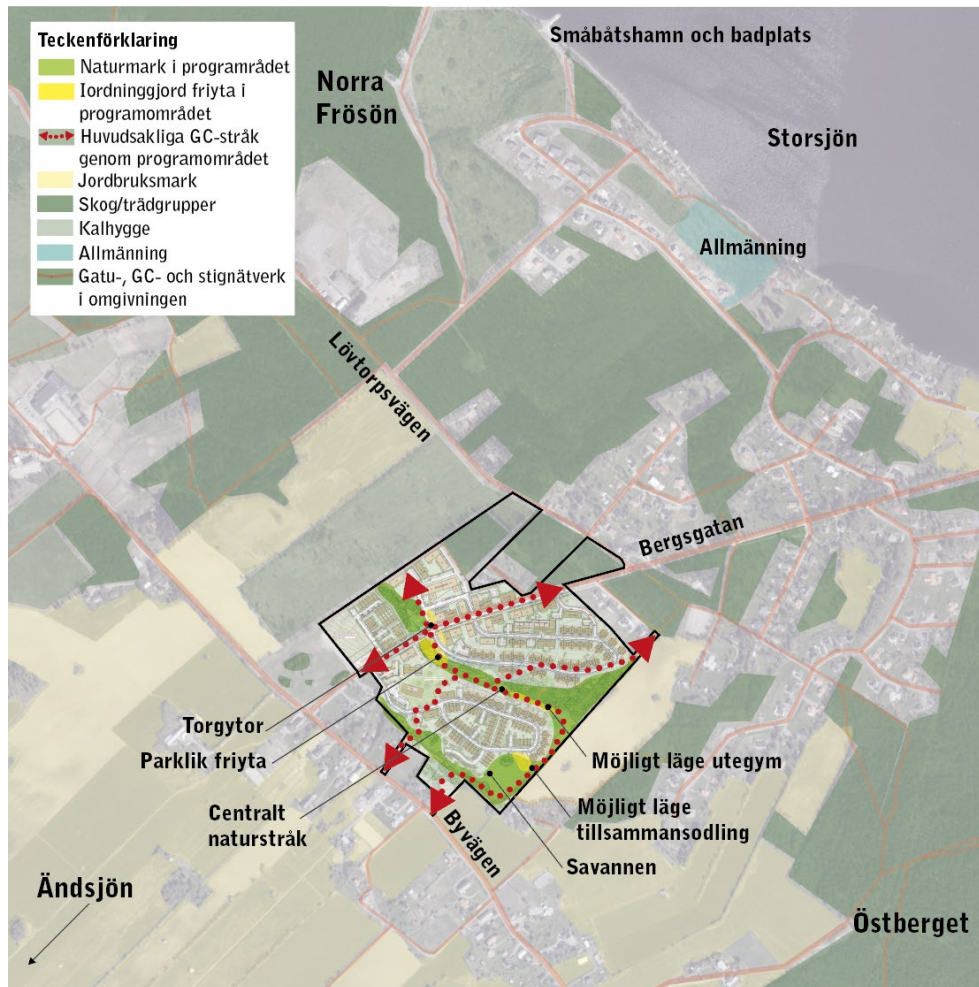 Teckenförklaring
Naturmark i programrådet
Iordninggjord friyta i
programområdet
Huvudsakliga GC-stråk
genom programområdet
Jordbruksmark
Skog/trädgrupper
Kalhygge
Allmänning
Gatu-, GC- och stignätverk
i omgivningen
Småbåtshamn och badplats
Norra
Frösön
Storsjön
Allmänning
Lövtorpsvägen
Bergsgatan
Torgytor
Parklik friyta
Centralt
naturstråk
Möjligt läge utegym
Möjligt läge
tillsammansodling
Savannen
Byvägen
Ändsjön
Östberget